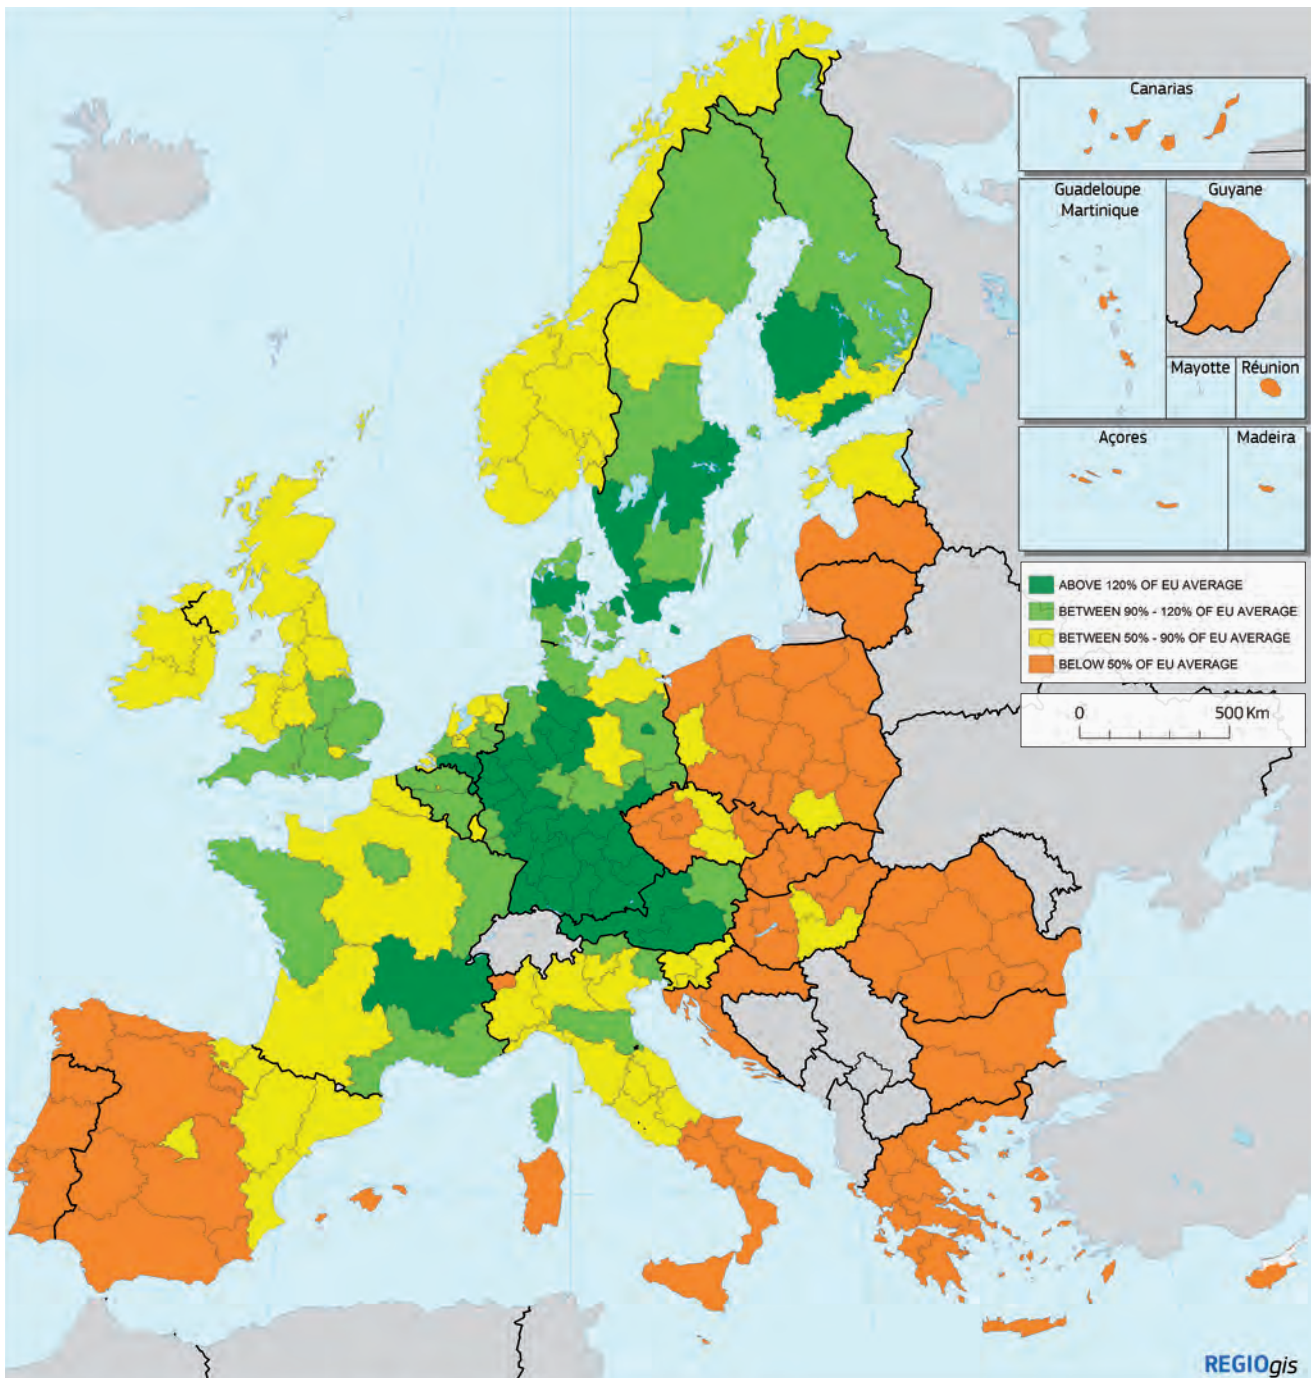 Canarias
Guadeloupe
Martinique
Guyane
Mayotte
Réunion
Açores
Madeira
ABOVE 120% OF EU AVERAGE
BETWEEN 90% - 120% OF EU AVERAGE
BETWEEN 50% - 90% OF EU AVERAGE
BELOW 50% OF EU AVERAGE
0 500 Km
REGIOgis